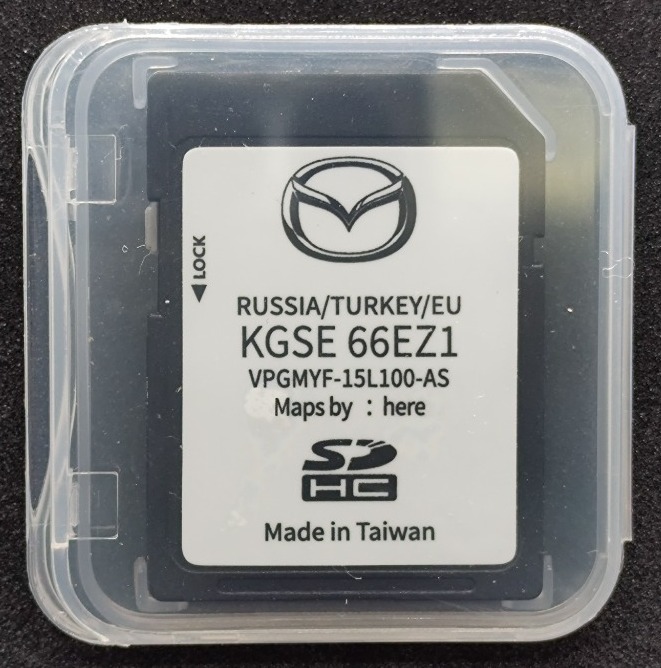 ◀ LOCK
RUSSIA/TURKEY/EU
KGSE 66EZ1
VPGMYF-15L100-AS
Maps by : here
SD
HC
Made in Taiwan